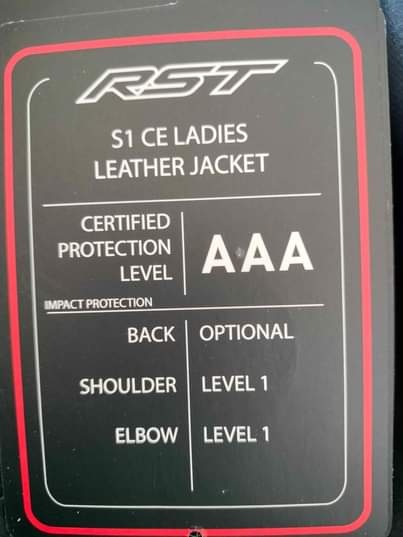 RST
S1 CE LADIES
LEATHER JACKET
CERTIFIED
PROTECTION
LEVEL
AAA
IMPACT PROTECTION
BACK OPTIONAL
SHOULDER LEVEL 1
ELBOW LEVEL 1